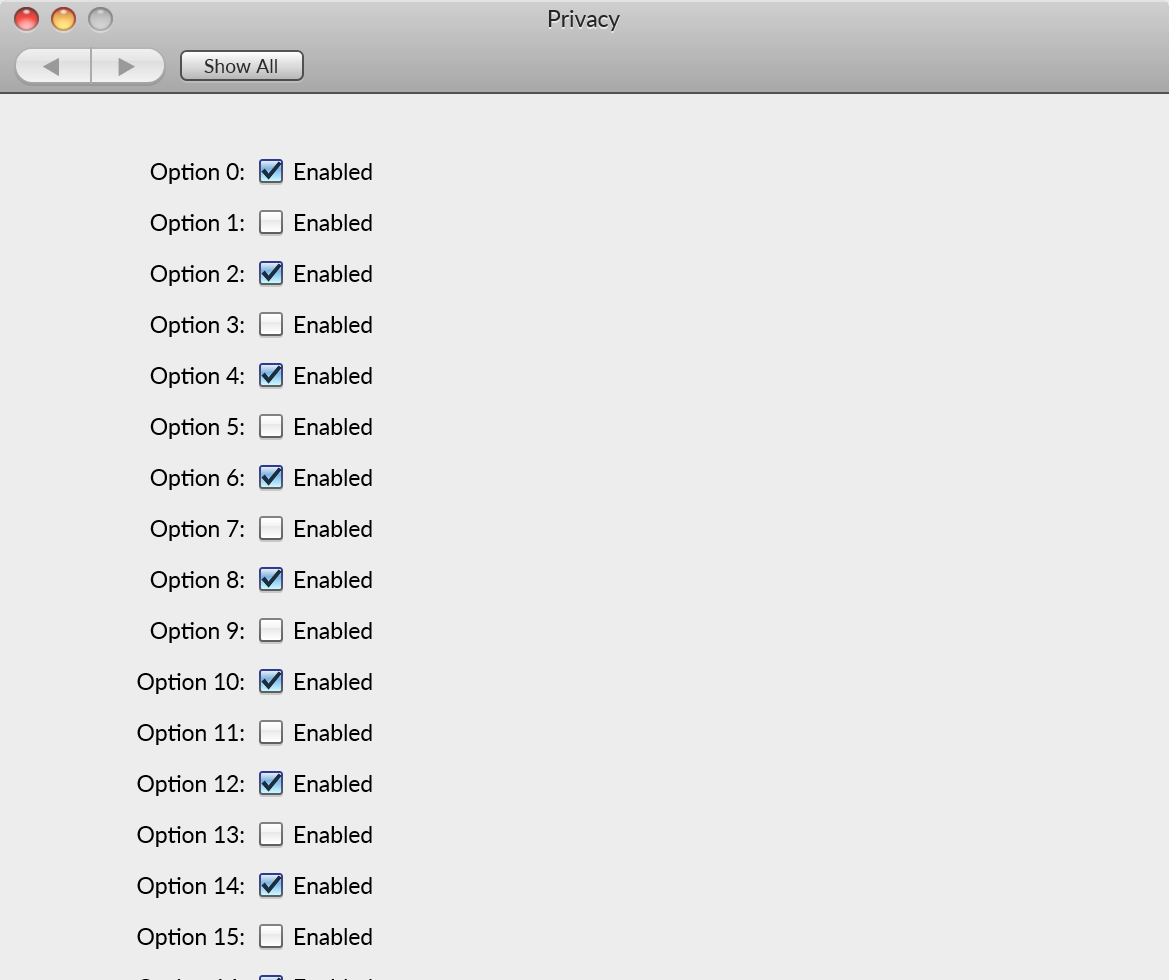 Privacy
Show All
Option 0: Enabled
Option 1: Enabled
Option 2: Enabled
Option 3: Enabled
Option 4: Enabled
Option 5: Enabled
Option 6: Enabled
Option 7: Enabled
Option 8: Enabled
Option 9: Enabled
Option 10: Enabled
Option 11: Enabled
Option 12: Enabled
Option 13: Enabled
Option 14: Enabled
Option 15: Enabled